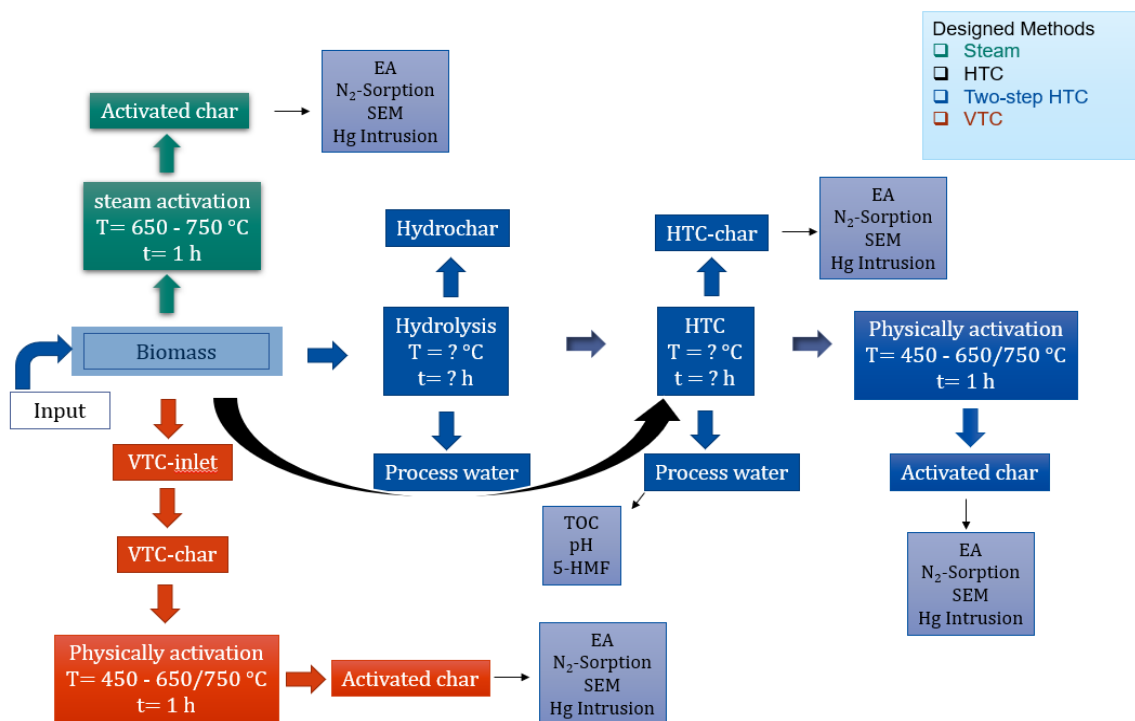 Designed Methods
Steam
HTC
Two-step HTC
VTC
EA
N₂-Sorption
SEM
Hg Intrusion
Activated char
steam activation
T= 650 - 750 °C
t= 1 h
Hydrochar
HTC-char
EA
N₂-Sorption
SEM
Hg Intrusion
Biomass
Input
Hydrolysis
T = ? °C
t= ? h
HTC
T = ? °C
t = ? h
Physically activation
T= 450 - 650/750 °C
t= 1 h
VTC-inlet
Process water
Process water
Activated char
TOC
pH
5-HMF
VTC-char
EA
N₂-Sorption
SEM
Hg Intrusion
Physically activation
T= 450 - 650/750 °C
t= 1 h
Activated char
EA
N₂-Sorption
SEM
Hg Intrusion